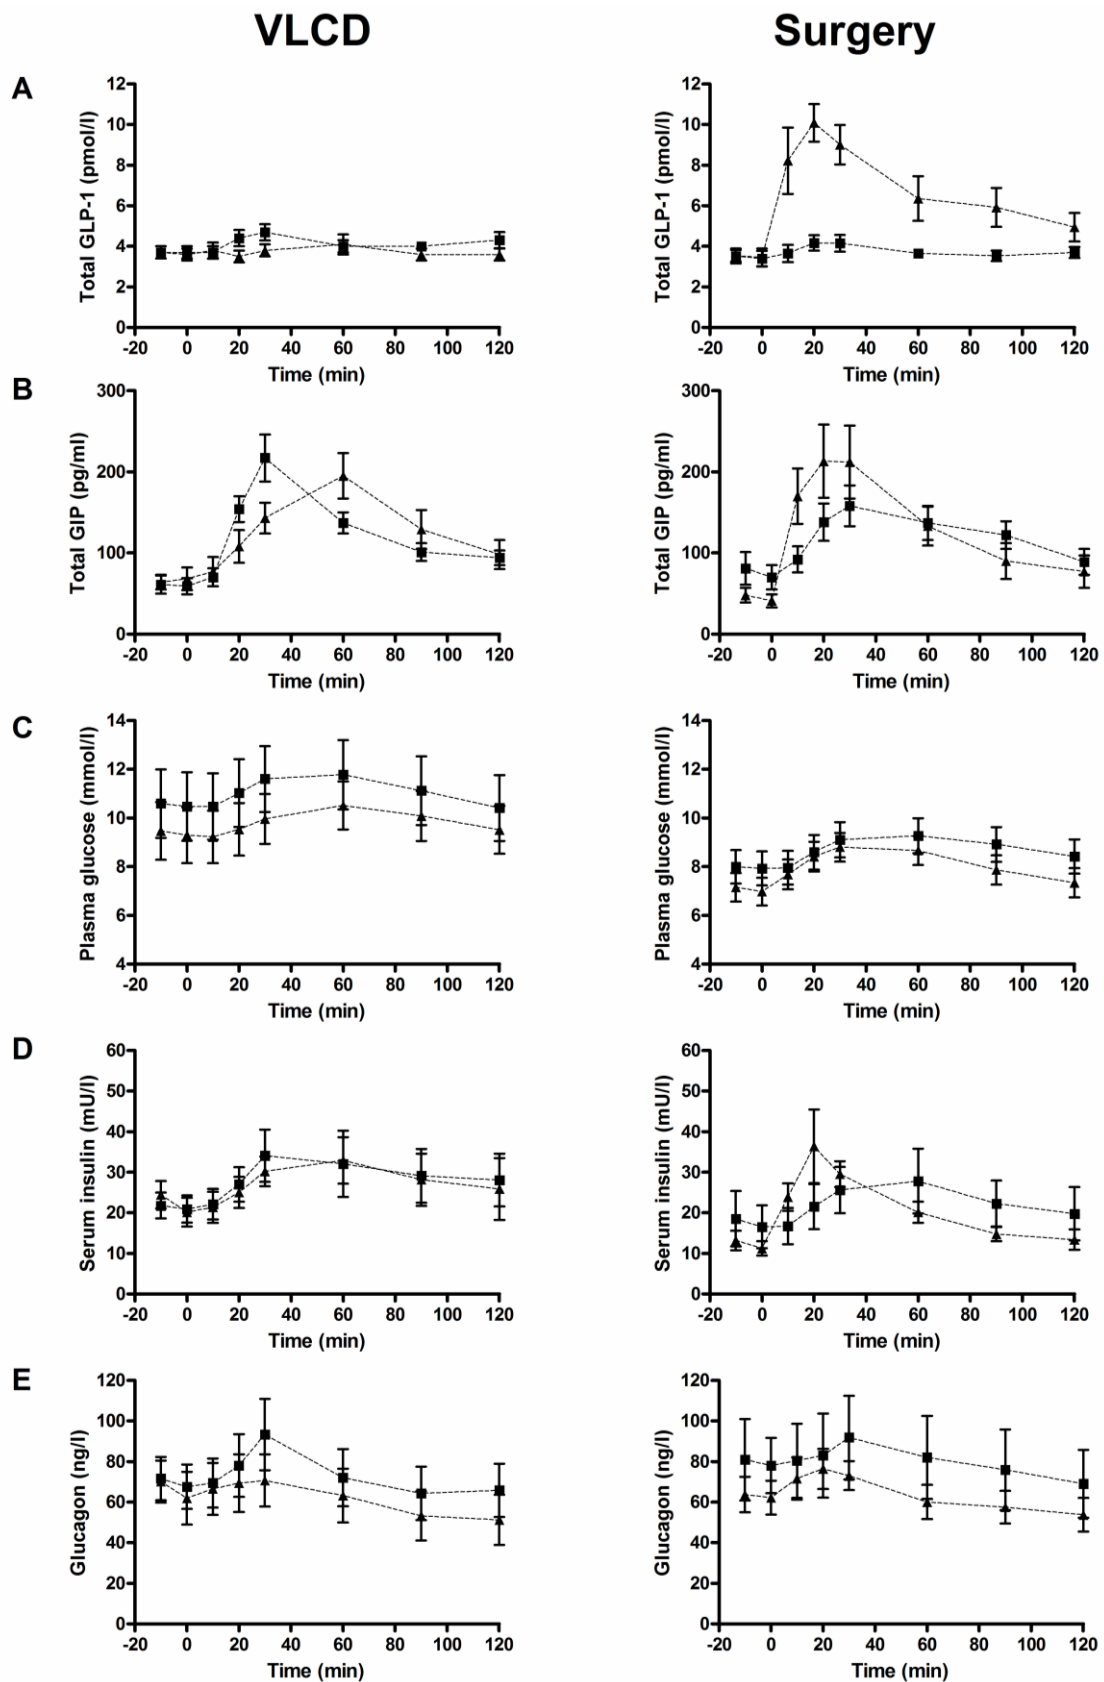 VLCD Surgery
A
Total GLP-1 (pmol/l)
12
10
8
6
4
2
0
-20 0 20 40 60 80 100 120
Time (min)
Total GLP-1 (pmol/l)
12
10
8
6
4
2
0
-20 0 20 40 60 80 100 120
Time (min)
B
Total GIP (pg/ml)
300
200
100
0
-20 0 20 40 60 80 100 120
Time (min)
Total GIP (pg/ml)
300
200
100
0
-20 0 20 40 60 80 100 120
Time (min)
C
Plasma glucose (mmol/l)
14
12
10
8
6
4
-20 0 20 40 60 80 100 120
Time (min)
Plasma glucose (mmol/l)
14
12
10
8
6
4
-20 0 20 40 60 80 100 120
Time (min)
D
Serum insulin (mU/l)
60
50
40
30
20
10
0
-20 0 20 40 60 80 100 120
Time (min)
Serum insulin (mU/l)
60
50
40
30
20
10
0
-20 0 20 40 60 80 100 120
Time (min)
E
Glucagon (ng/l)
120
100
80
60
40
20
0
-20 0 20 40 60 80 100 120
Time (min)
Glucagon (ng/l)
120
100
80
60
40
20
0
-20 0 20 40 60 80 100 120
Time (min)